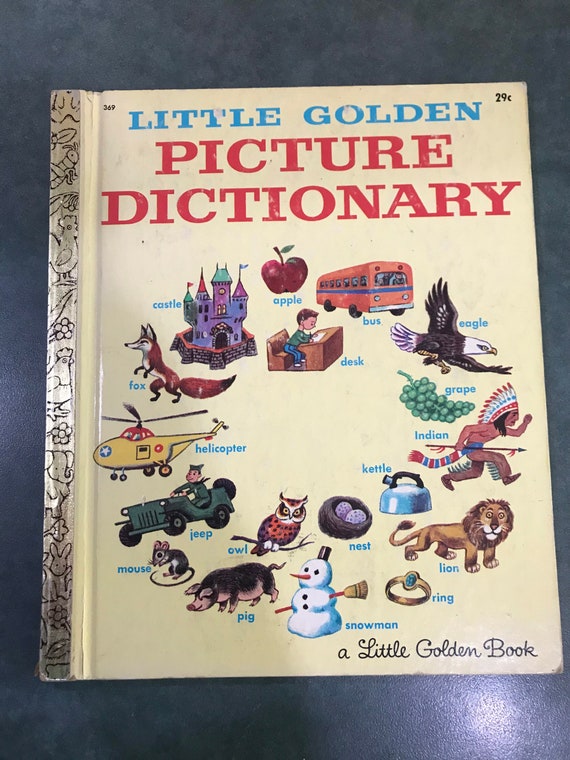 369
29c
LITTLE GOLDEN
PICTURE
DICTIONARY
castle
apple
bus
eagle
desk
fox
grape
Indian
helicopter
kettle
jeep
owl
nest
mouse
lion
pig
ring
snowman
a Little Golden Book